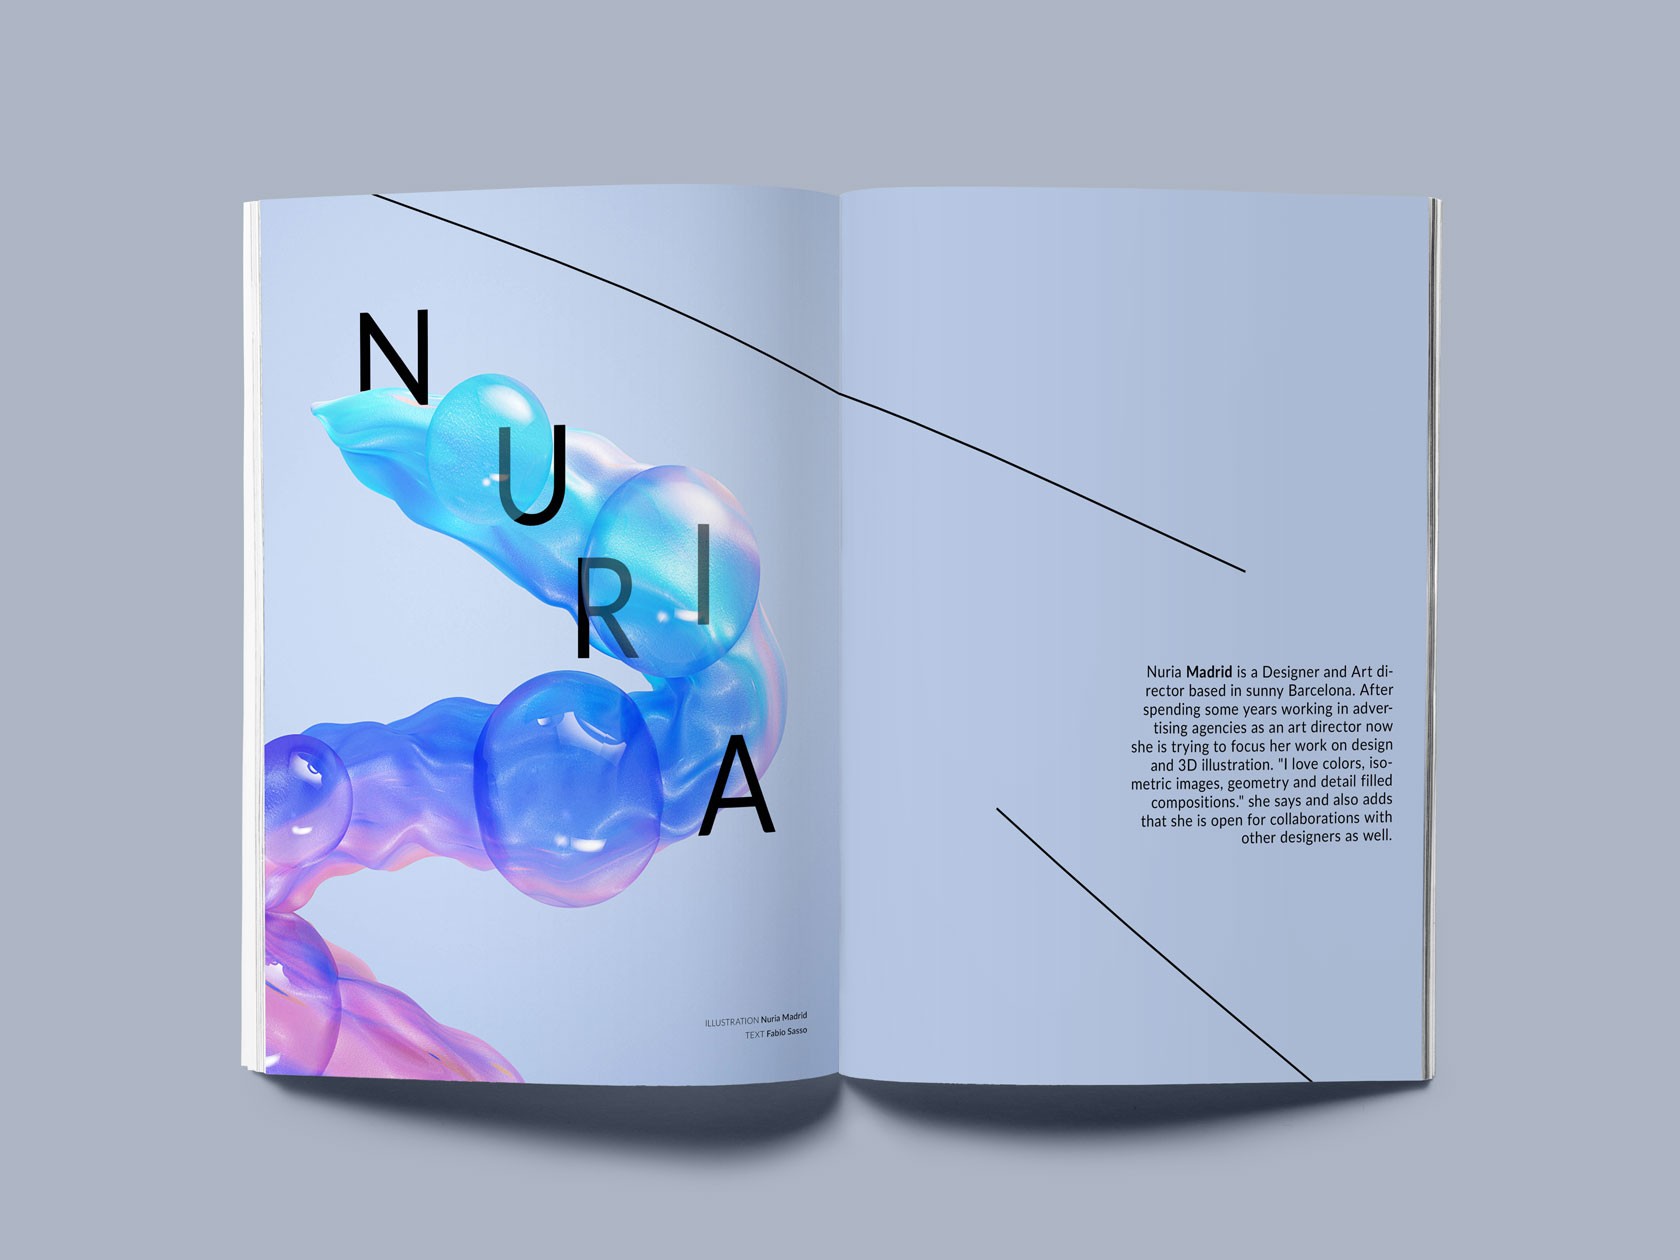 N
U
R
I
A
ILLUSTRATION Nuria Madrid
TEXT Fabio Sasso
Nuria Madrid is a Designer and Art di-
rector based in sunny Barcelona. After
spending some years working in adver-
tising agencies as an art director now
she is trying to focus her work on design
and 3D illustration. "I love colors, iso-
metric images, geometry and detail filled
compositions." she says and also adds
that she is open for collaborations with
other designers as well.